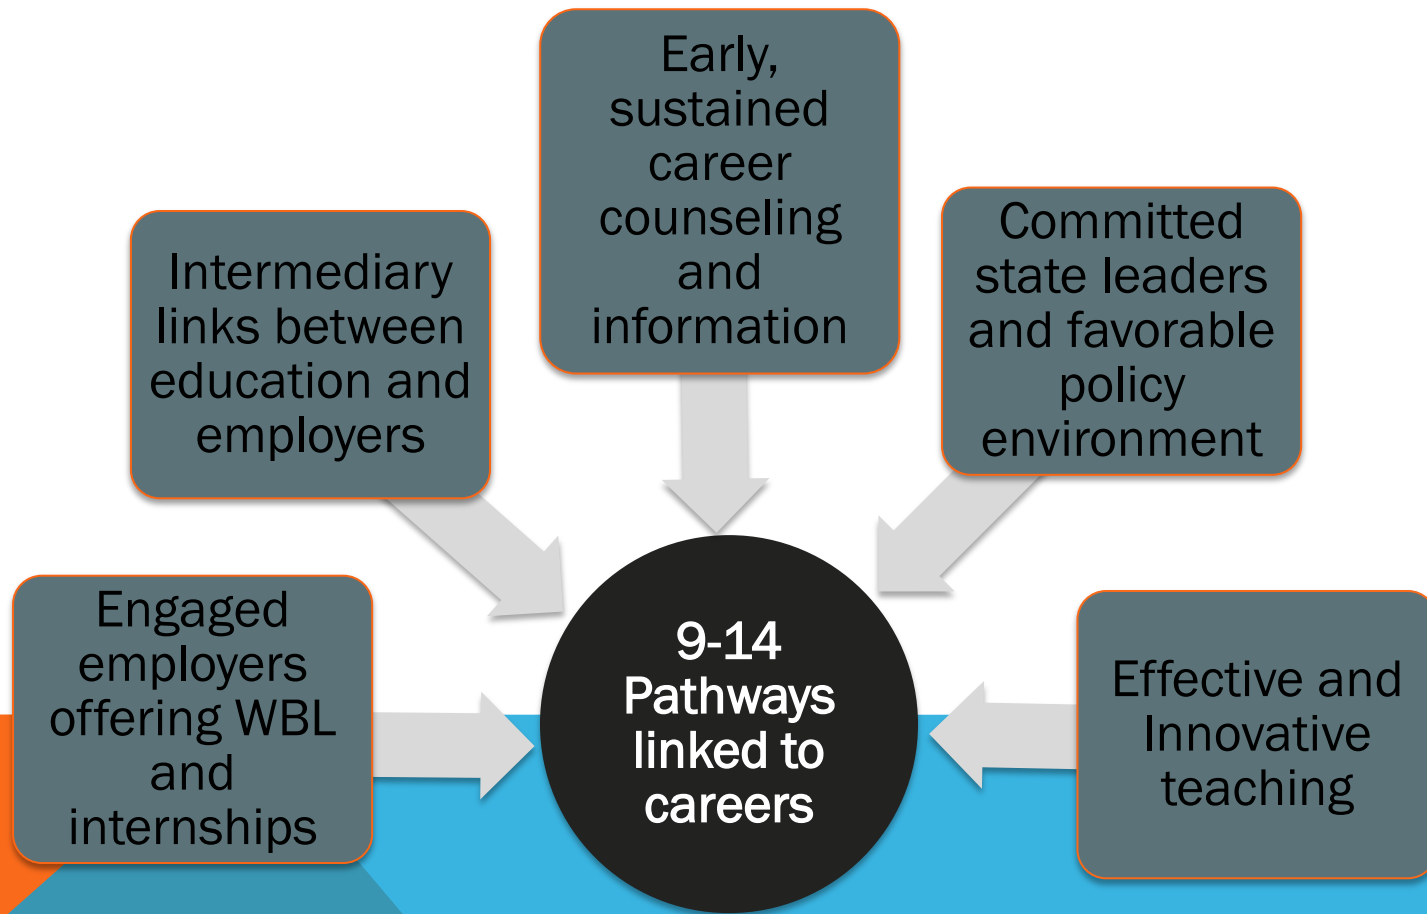 Early,
sustained
career
counseling
and
information
Intermediary
links between
education and
employers
Committed
state leaders
and favorable
policy
environment
Engaged
employers
offering WBL
and
internships
9-14
Pathways
linked to
careers
Effective and
Innovative
teaching